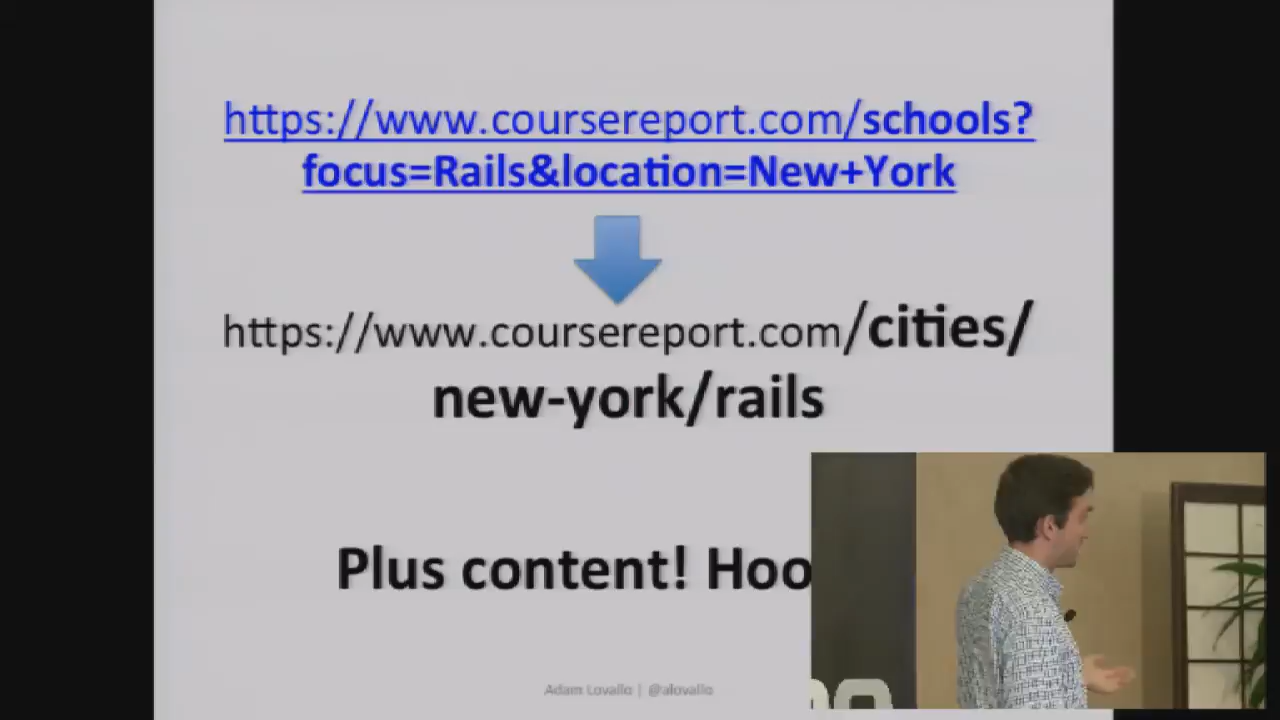 https://www.coursereport.com/schools?
focus=Rails&location=New+York
https://www.coursereport.com/cities/
new-york/rails
Plus content! Hoo
Adam Lovallo | @alovallo